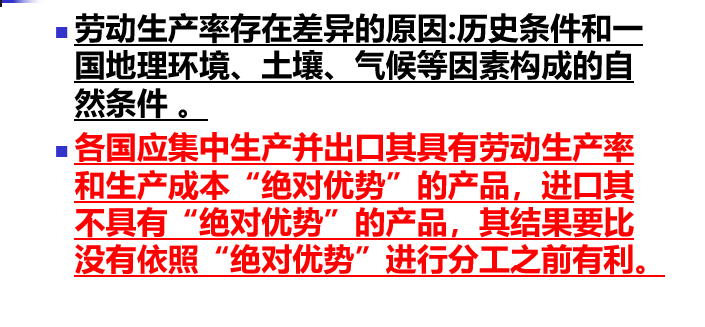 劳动生产率存在差异的原因:历史条件和一
国地理环境、土壤、气候等因素构成的自
然条件 。
各国应集中生产并出口其具有劳动生产率
和生产成本“绝对优势”的产品，进口其
不具有“绝对优势”的产品，其结果要比
没有依照“绝对优势”进行分工之前有利。